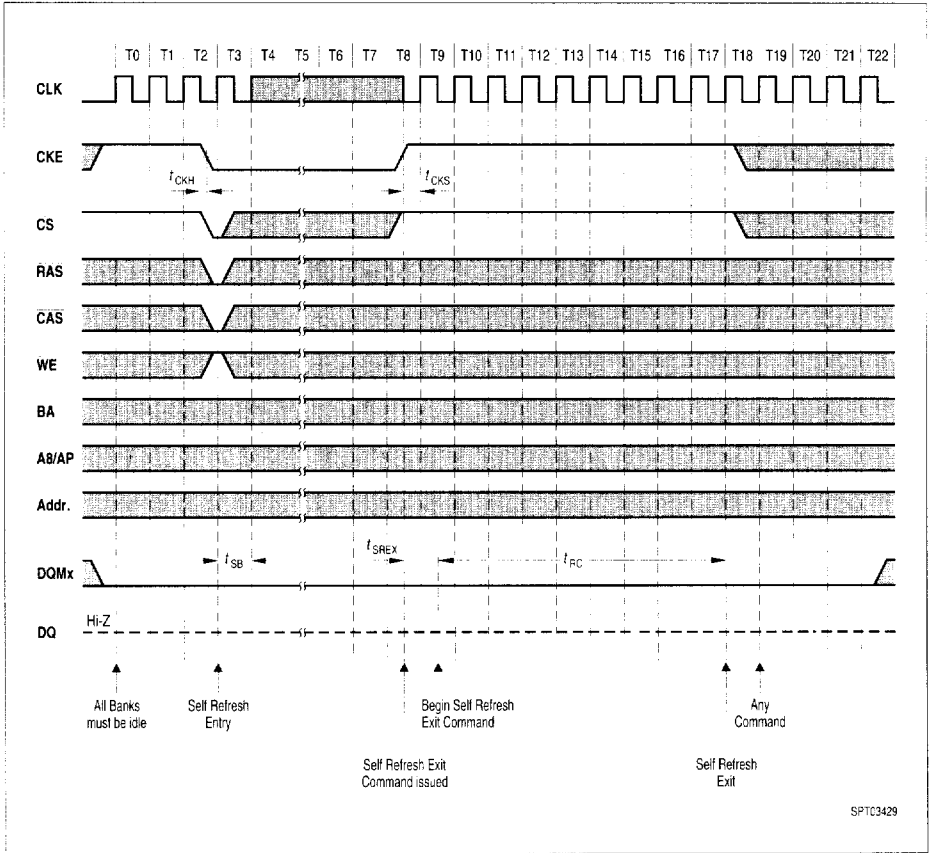 T0 T1 T2 T3 T4 T5 T6 T7 T8 T9 T10 T11 T12 T13 T14 T15 T16 T17 T18 T19 T20 T21 T22
CLK
CKE
tCKH
tCKS
CS
RAS
CAS
WE
BA
A8/AP
Addr.
tSB
tSREX
tRC
DQMx
Hi-Z
DQ
All Banks
must be idle
Self Refresh
Entry
Begin Self Refresh
Exit Command
Any
Command
Self Refresh Exit
Command issued
Self Refresh
Exit
SPT03429